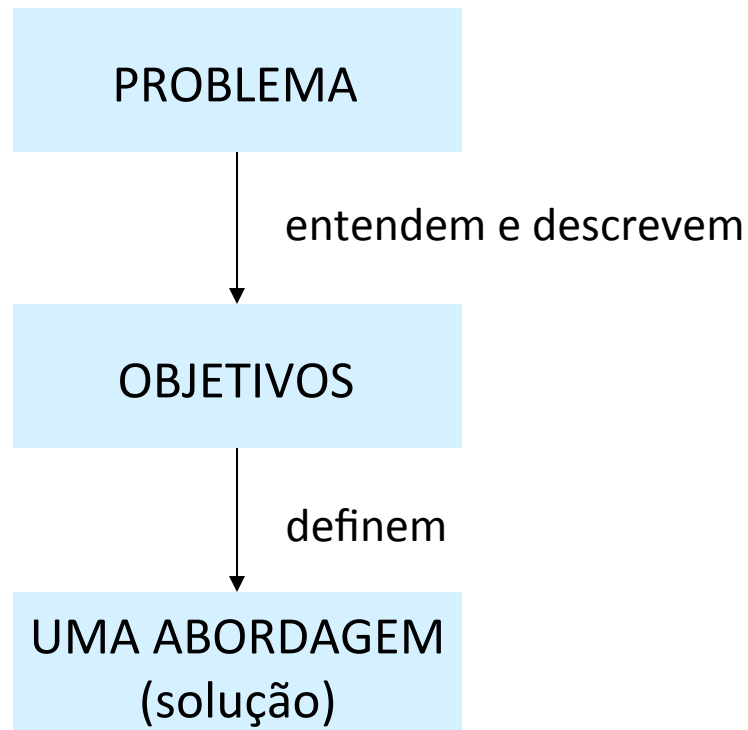 PROBLEMA
entendem e descrevem
OBJETIVOS
definem
UMA ABORDAGEM
(solução)